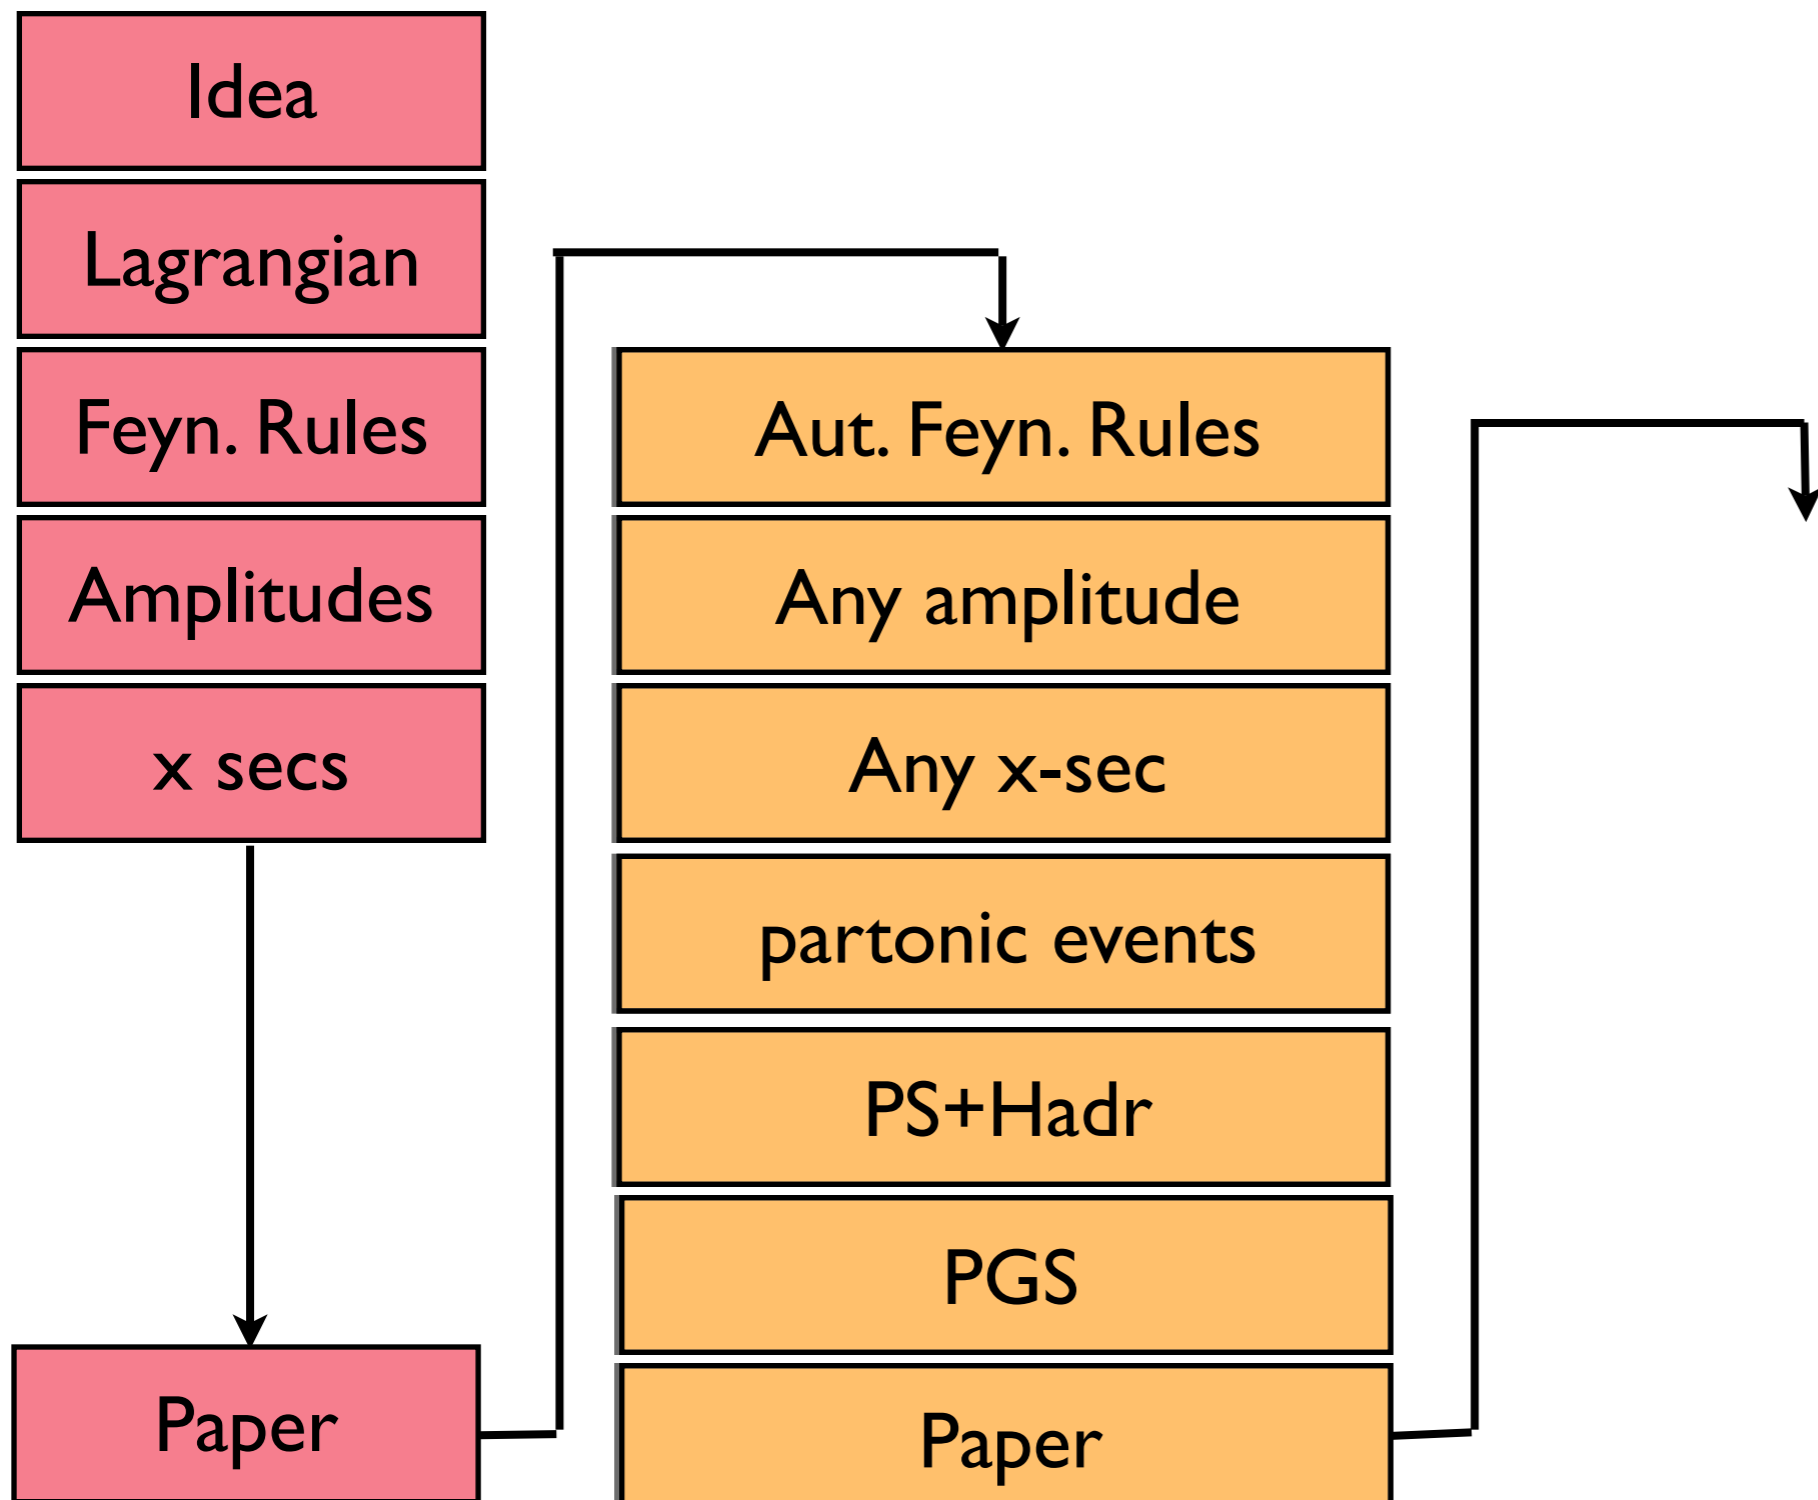 Idea
Lagrangian
Feyn. Rules
Amplitudes
x secs
Paper
Aut. Feyn. Rules
Any amplitude
Any x-sec
partonic events
PS+Hadr
PGS
Paper